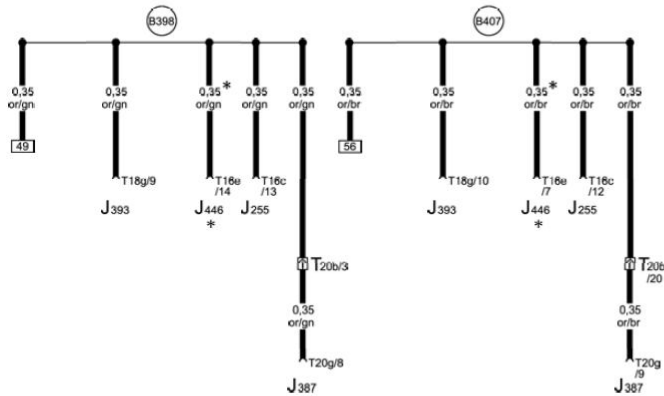 B398 B407
0,35 0,35 0,35 * 0,35 0,35 0,35 0,35 0,35 * 0,35 0,35
or/gn or/gn or/gn or/gn or/gn or/br or/br or/br or/br or/br
49 56
T18g/9 T16e T16c T18g/10 T16e T16c
/14 /13 /7 /12
J393 J446 J255 J393 J446 J255
* *
T20b/3 T20b
/20
0,35 0,35
or/gn or/br
T20g/8 T20g
/9
J387 J387